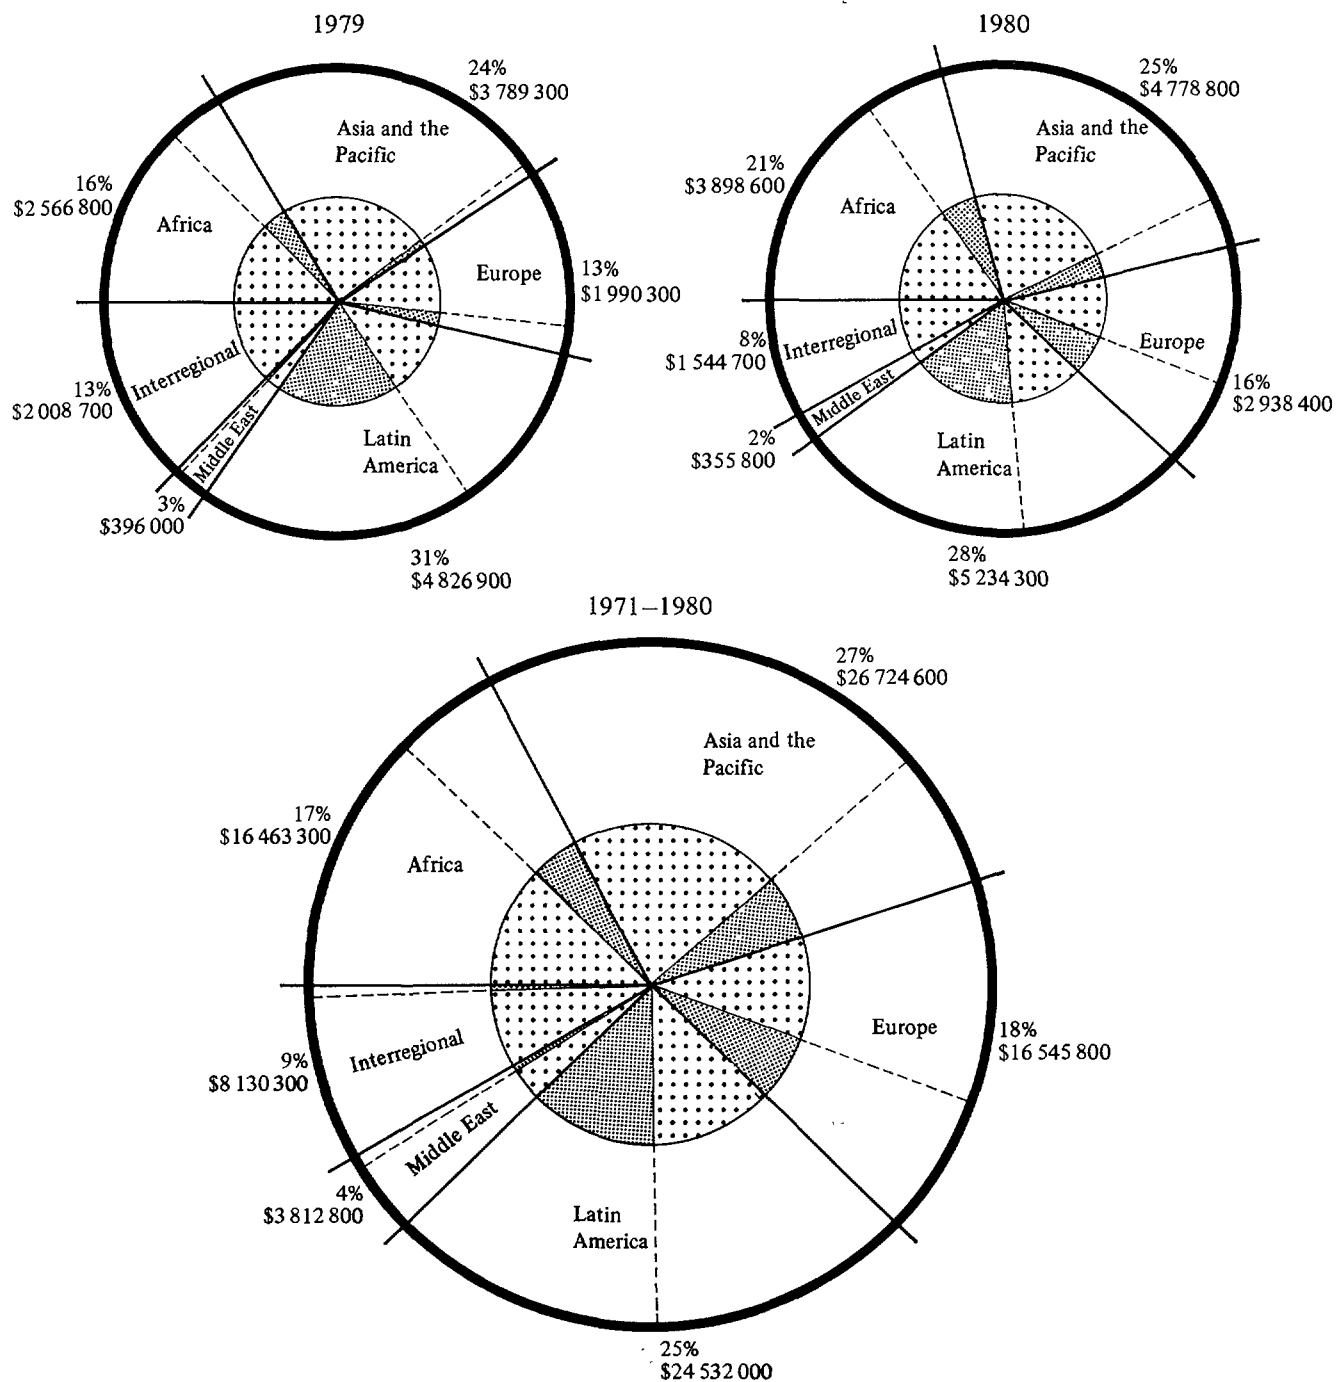 1979
24%
$3 789 300
Asia and the
Pacific
16%
$2 566 800
Africa
Europe
13%
$1 990 300
Interregional
13%
$2 008 700
Middle East
3%
$396 000
Latin
America
31%
$4 826 900
1980
25%
$4 778 800
Asia and the
Pacific
21%
$3 898 600
Africa
Europe
16%
$2 938 400
Interregional
8%
$1 544 700
Middle East
2%
$355 800
Latin
America
28%
$5 234 300
1971–1980
27%
$26 724 600
Asia and the
Pacific
17%
$16 463 300
Africa
Europe
18%
$16 545 800
Interregional
9%
$8 130 300
Middle East
4%
$3 812 800
Latin
America
25%
$24 532 000